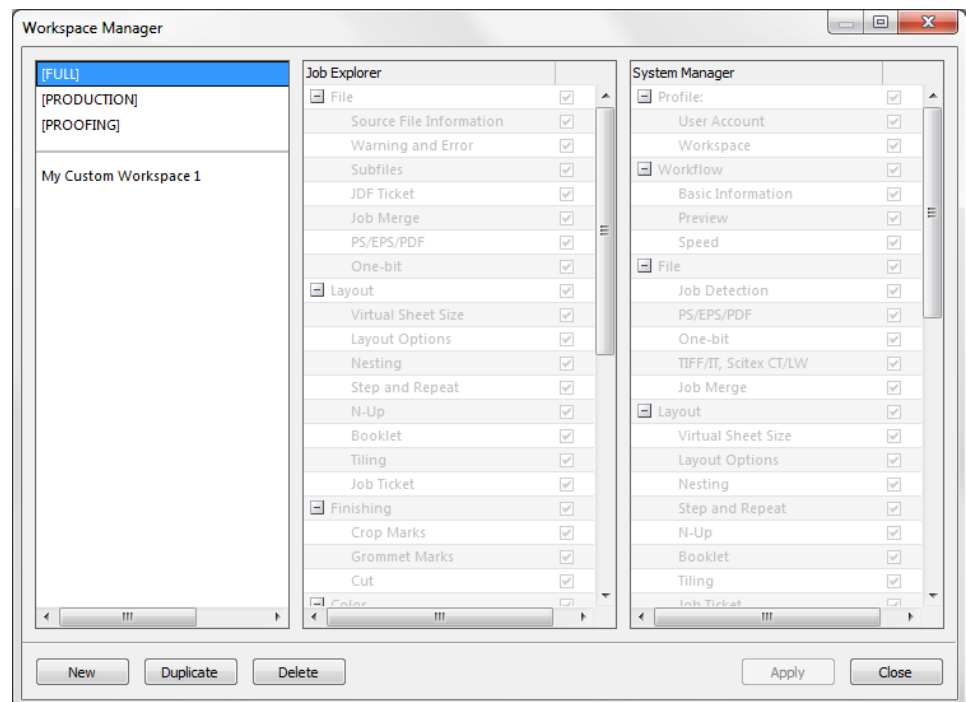 Workspace Manager
[FULL]
[PRODUCTION]
[PROOFING]
My Custom Workspace 1
Job Explorer
File
Source File Information
Warning and Error
Subfiles
JDF Ticket
Job Merge
PS/EPS/PDF
One-bit
Layout
Virtual Sheet Size
Layout Options
Nesting
Step and Repeat
N-Up
Booklet
Tiling
Job Ticket
Finishing
Crop Marks
Grommet Marks
Cut
Color
System Manager
Profile:
User Account
Workspace
Workflow
Basic Information
Preview
Speed
File
Job Detection
PS/EPS/PDF
One-bit
TIFF/IT, Scitex CT/LW
Job Merge
Layout
Virtual Sheet Size
Layout Options
Nesting
Step and Repeat
N-Up
Booklet
Tiling
Job Ticket
New Duplicate Delete Apply Close